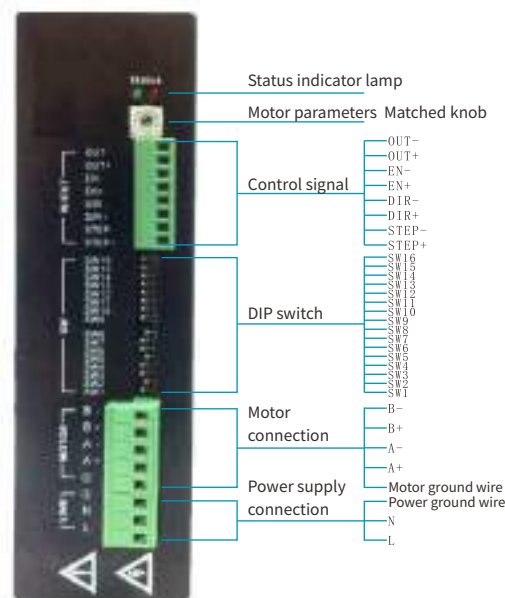 Status indicator lamp
Motor parameters Matched knob
Control signal
OUT-
OUT+
EN-
EN+
DIR-
DIR+
STEP-
STEP+
DIP switch
SW16
SW15
SW14
SW13
SW12
SW11
SW10
SW9
SW8
SW7
SW6
SW5
SW4
SW3
SW2
SW1
Motor
connection
B-
B+
A-
A+
Motor ground wire
Power supply
connection
Power ground wire
N
L